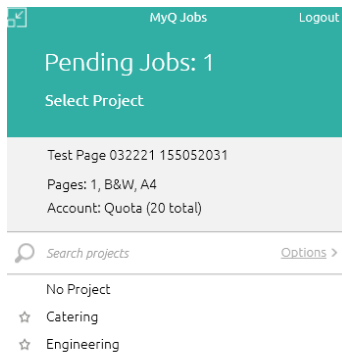 MyQ Jobs Logout
Pending Jobs: 1
Select Project
Test Page 032221 155052031
Pages: 1, B&W, A4
Account: Quota (20 total)
Search projects Options >
No Project
Catering
Engineering